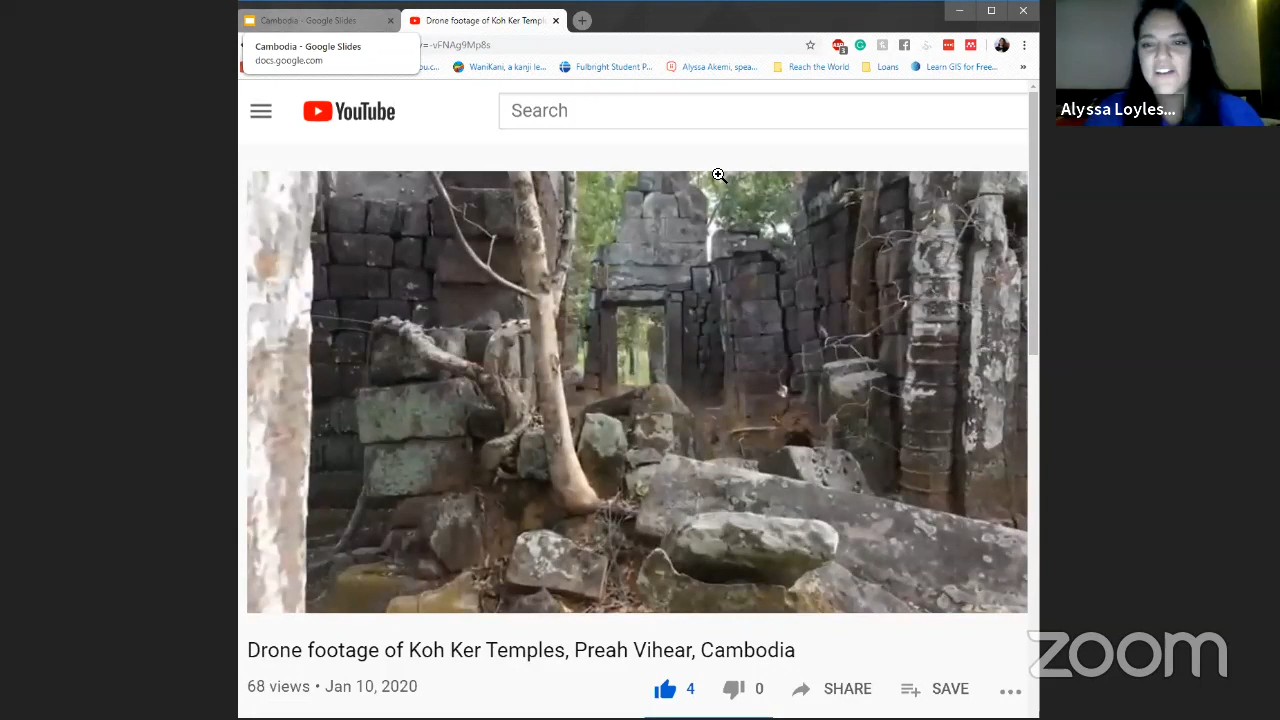 Cambodia - Google Slides
Drone footage of Koh Ker Templ
Cambodia - Google Slides
docs.google.com
=-vFNAg9Mp8s
ou.c...
WaniKani, a kanji le...
Fulbright Student P...
Alyssa Akemi, spea...
Reach the World
Loans
Learn GIS for Free...
YouTube
Search
Alyssa Loyles...
Drone footage of Koh Ker Temples, Preah Vihear, Cambodia
68 views • Jan 10, 2020
4
0
SHARE
SAVE
zoom